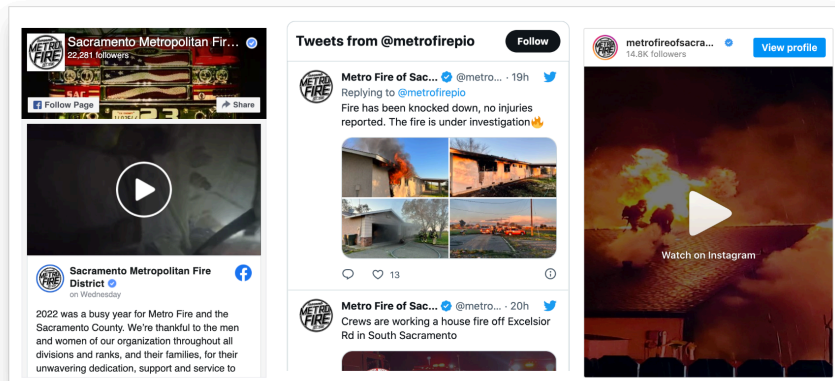 Sacramento Metropolitan Fir...
22,281 followers
Follow Page
Share
Sacramento Metropolitan Fire
District
on Wednesday
2022 was a busy year for Metro Fire and the
Sacramento County. We're thankful to the men
and women of our organization throughout all
divisions and ranks, and their families, for their
unwavering dedication, support and service to
Tweets from @metrofirepio
Follow
Metro Fire of Sac... @metro... · 19h
Replying to @metrofirepio
Fire has been knocked down, no injuries
reported. The fire is under investigation🔥
13
Metro Fire of Sac... @metro... · 20h
Crews are working a house fire off Excelsior
Rd in South Sacramento
metrofireofsacra...
14.8K followers
View profile
Watch on Instagram
METRO
FIRE